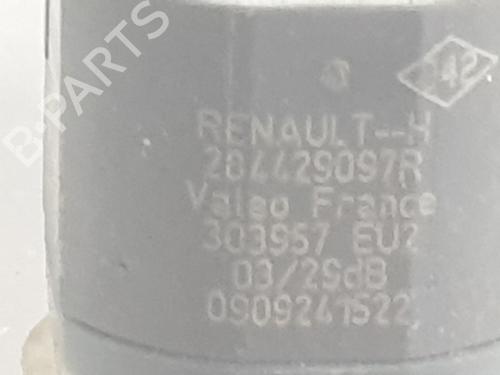 42
RENAULT--H
284429097R
Valeo France
303957 EU2
03/29dB
0909241522
B-PARTS